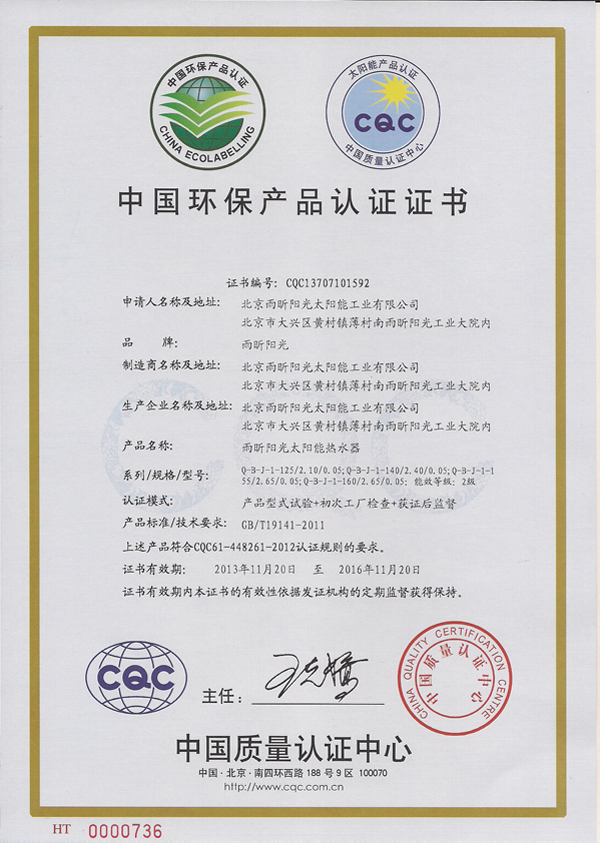 中国环保产品认证
CHINA ECOLABELLING
太阳能产品认证
CQC
中国质量认证中心
中国环保产品认证证书
证书编号: CQC13707101592
申请人名称及地址: 北京雨昕阳光太阳能工业有限公司
北京市大兴区黄村镇薄村南雨昕阳光工业大院内
品 牌: 雨昕阳光
制造商名称及地址: 北京雨昕阳光太阳能工业有限公司
北京市大兴区黄村镇薄村南雨昕阳光工业大院内
生产企业名称及地址: 北京雨昕阳光太阳能工业有限公司
北京市大兴区黄村镇薄村南雨昕阳光工业大院内
产品名称: 雨昕阳光太阳能热水器
系列/规格/型号: Q-B-J-1-125/2.10/0.05;Q-B-J-1-140/2.40/0.05;Q-B-J-1-1
55/2.65/0.05;Q-B-J-1-160/2.65/0.05; 能效等级: 2级
认证模式: 产品型式试验+初次工厂检查+获证后监督
产品标准/技术要求: GB/T19141-2011
上述产品符合CQC61-448261-2012认证规则的要求。
证书有效期: 2013年11月20日 至 2016年11月20日
证书有效期内本证书的有效性依据发证机构的定期监督获得保持。
CQC
主任:
CHINA QUALITY CERTIFICATION CENTRE
中国质量认证中心
中国质量认证中心
中国·北京·南四环西路 188 号 9 区 100070
http://www.cqc.com.cn
HT 0000736